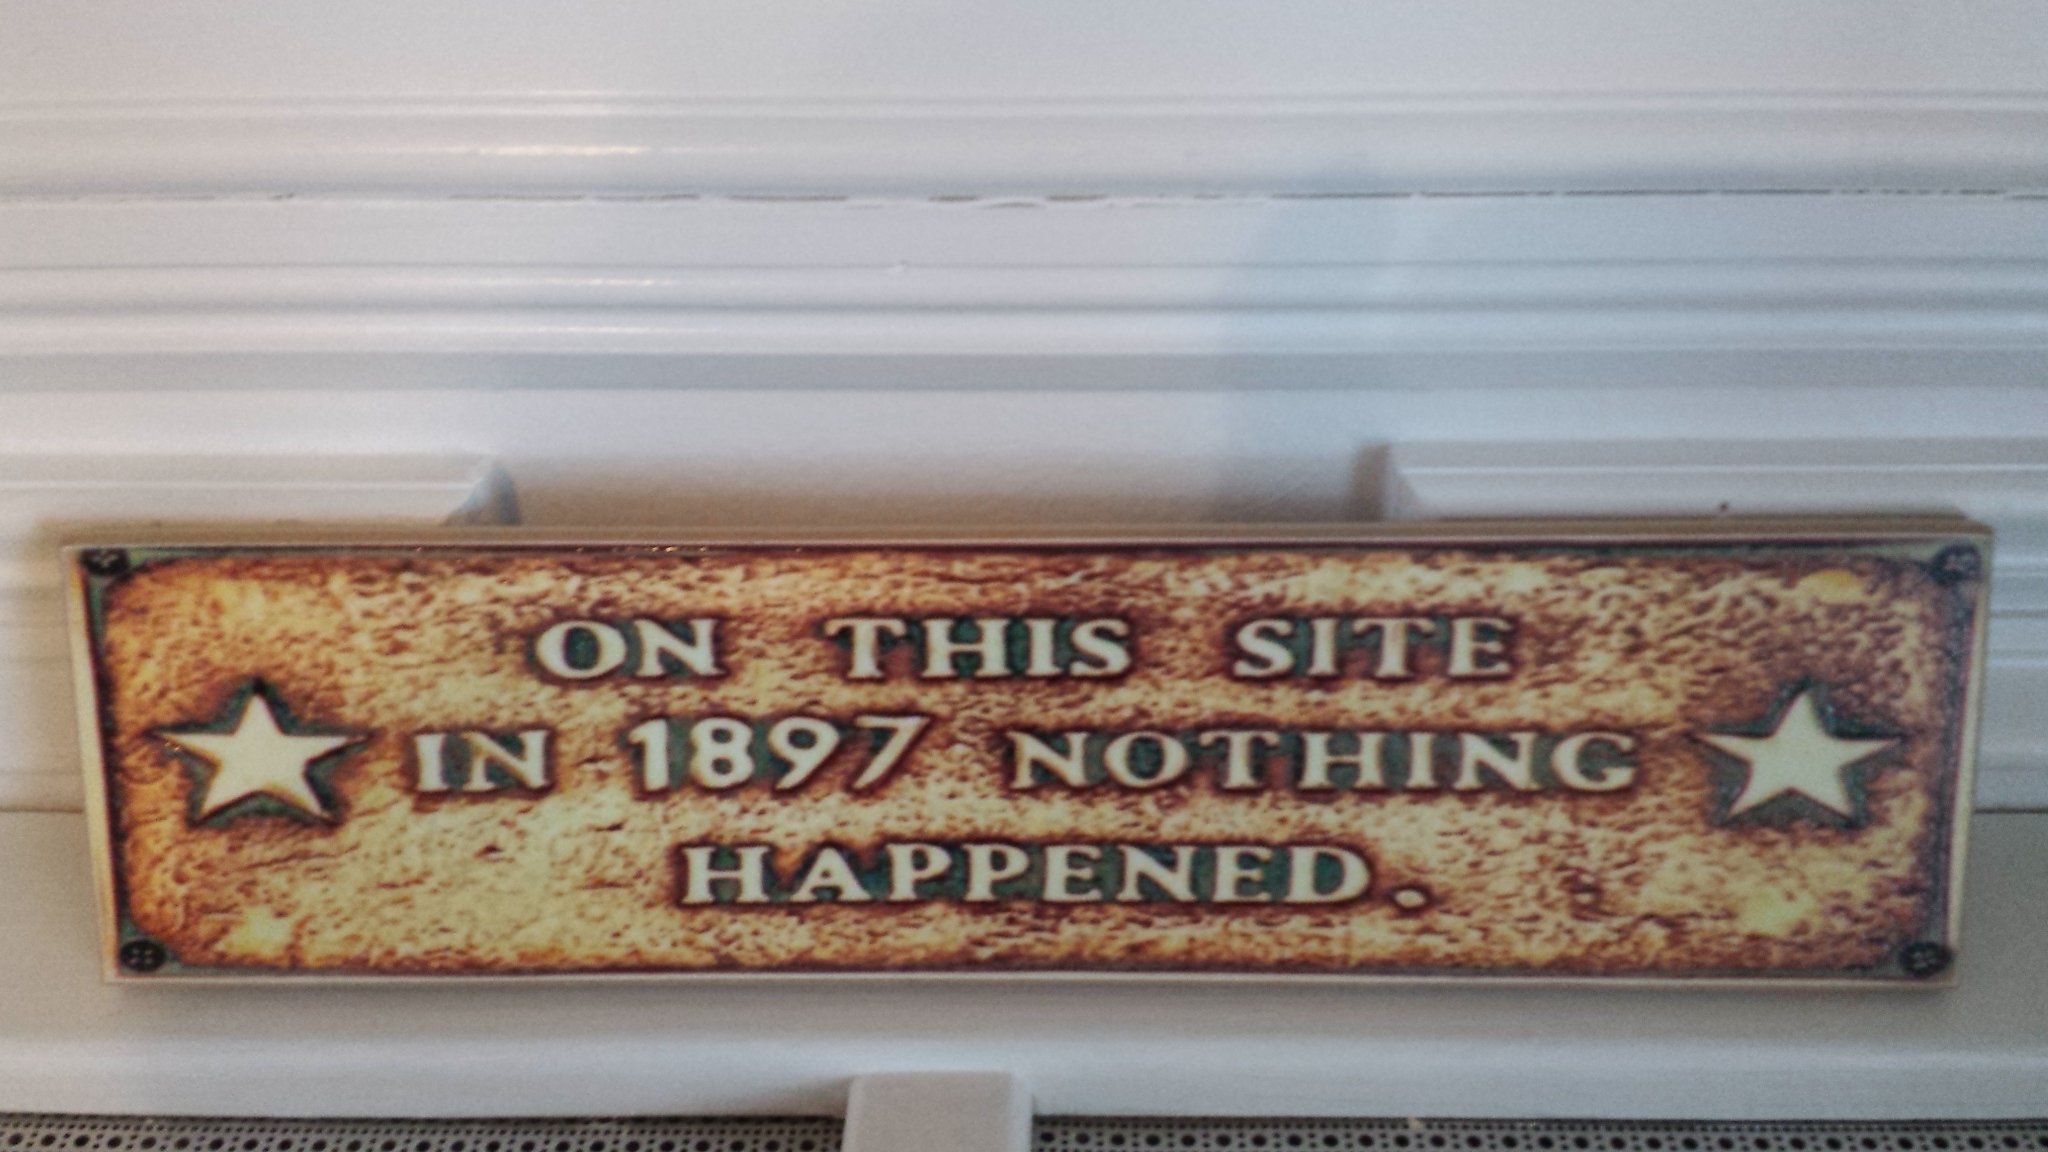 ON THIS SITE
IN 1897 NOTHING
HAPPENED.